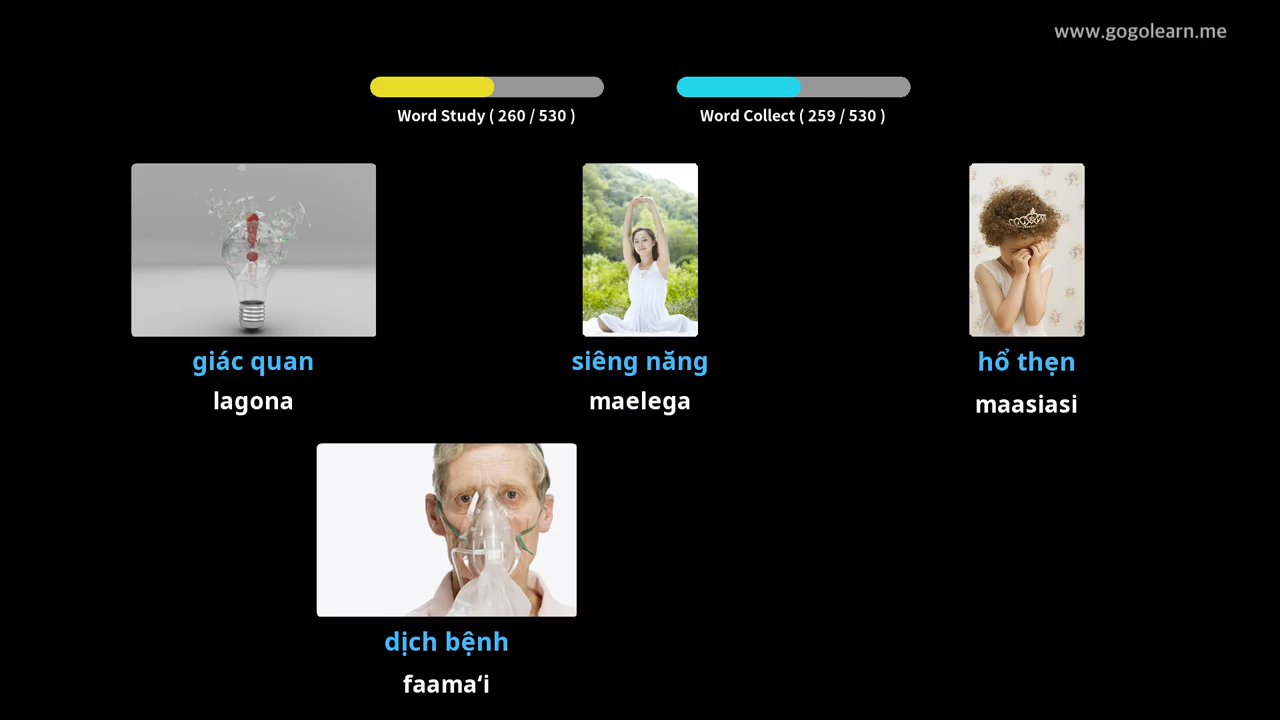 www.gogolearn.me
Word Study ( 260 / 530 )
Word Collect ( 259 / 530 )
giác quan
lagona
siêng năng
maelega
hổ thẹn
maasiasi
dịch bệnh
faamaʻi